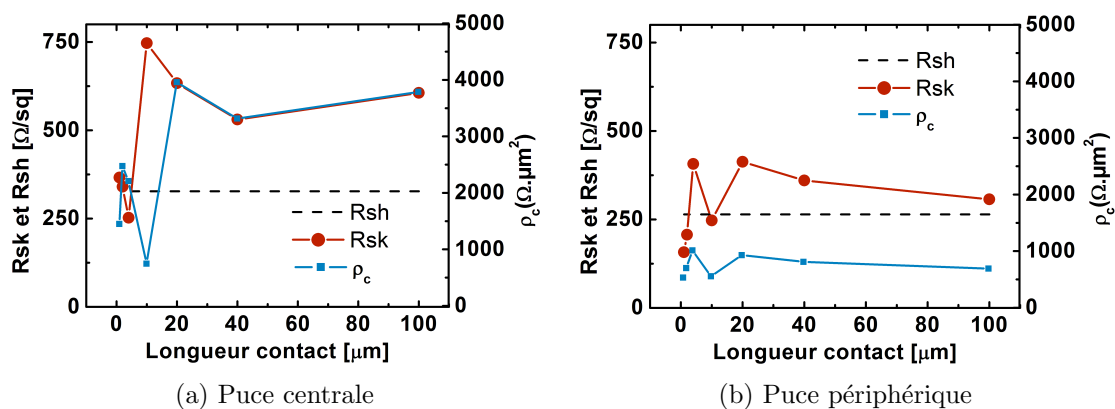 750
500
250
0
Rsk et Rsh [Ω/sq]
5000
4000
3000
2000
1000
0
ρc(Ω.µm²)
Rsh
Rsk
ρc
0 20 40 60 80 100
Longueur contact [µm]
(a) Puce centrale
750
500
250
0
Rsk et Rsh [Ω/sq]
5000
4000
3000
2000
1000
0
ρc(Ω.µm²)
Rsh
Rsk
ρc
0 20 40 60 80 100
Longueur contact [µm]
(b) Puce périphérique